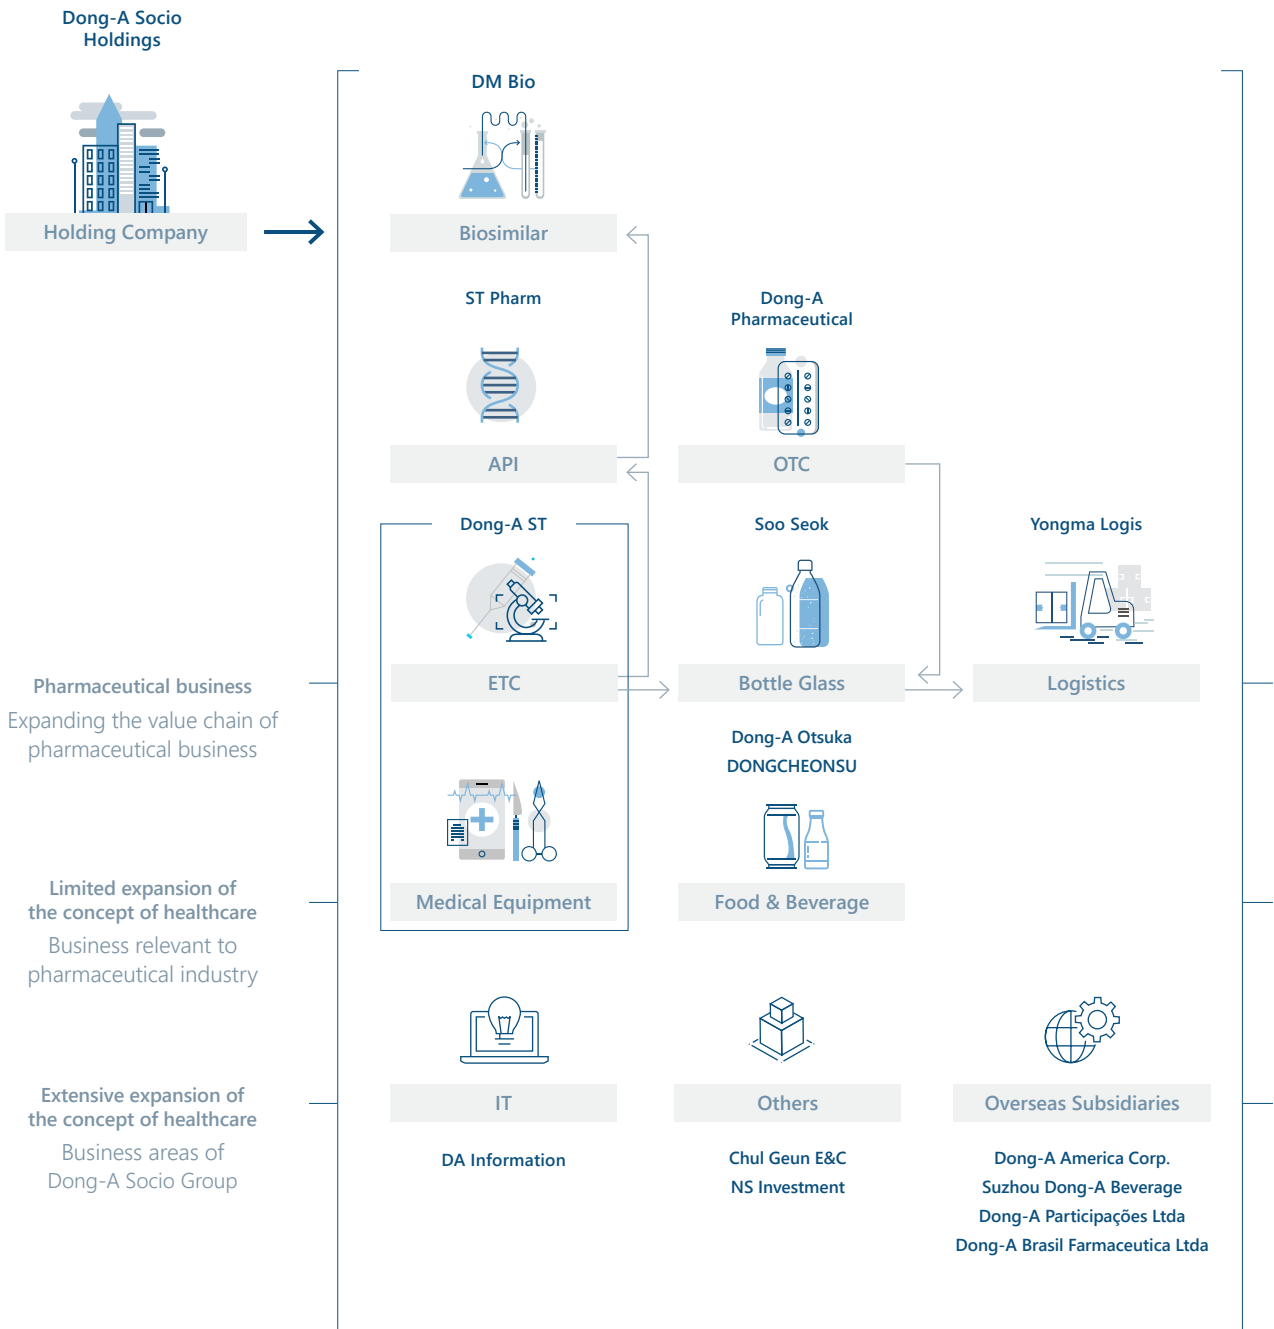 Dong-A Socio
Holdings
Holding Company
DM Bio
Biosimilar
ST Pharm
API
Dong-A
Pharmaceutical
OTC
Dong-A ST
ETC
Soo Seok
Bottle Glass
Yongma Logis
Logistics
Pharmaceutical business
Expanding the value chain of
pharmaceutical business
Dong-A Otsuka
DONGCHEONSU
Medical Equipment
Food & Beverage
Limited expansion of
the concept of healthcare
Business relevant to
pharmaceutical industry
IT
Others
Overseas Subsidiaries
Extensive expansion of
the concept of healthcare
Business areas of
Dong-A Socio Group
DA Information
Chul Geun E&C
NS Investment
Dong-A America Corp.
Suzhou Dong-A Beverage
Dong-A Participações Ltda
Dong-A Brasil Farmaceutica Ltda